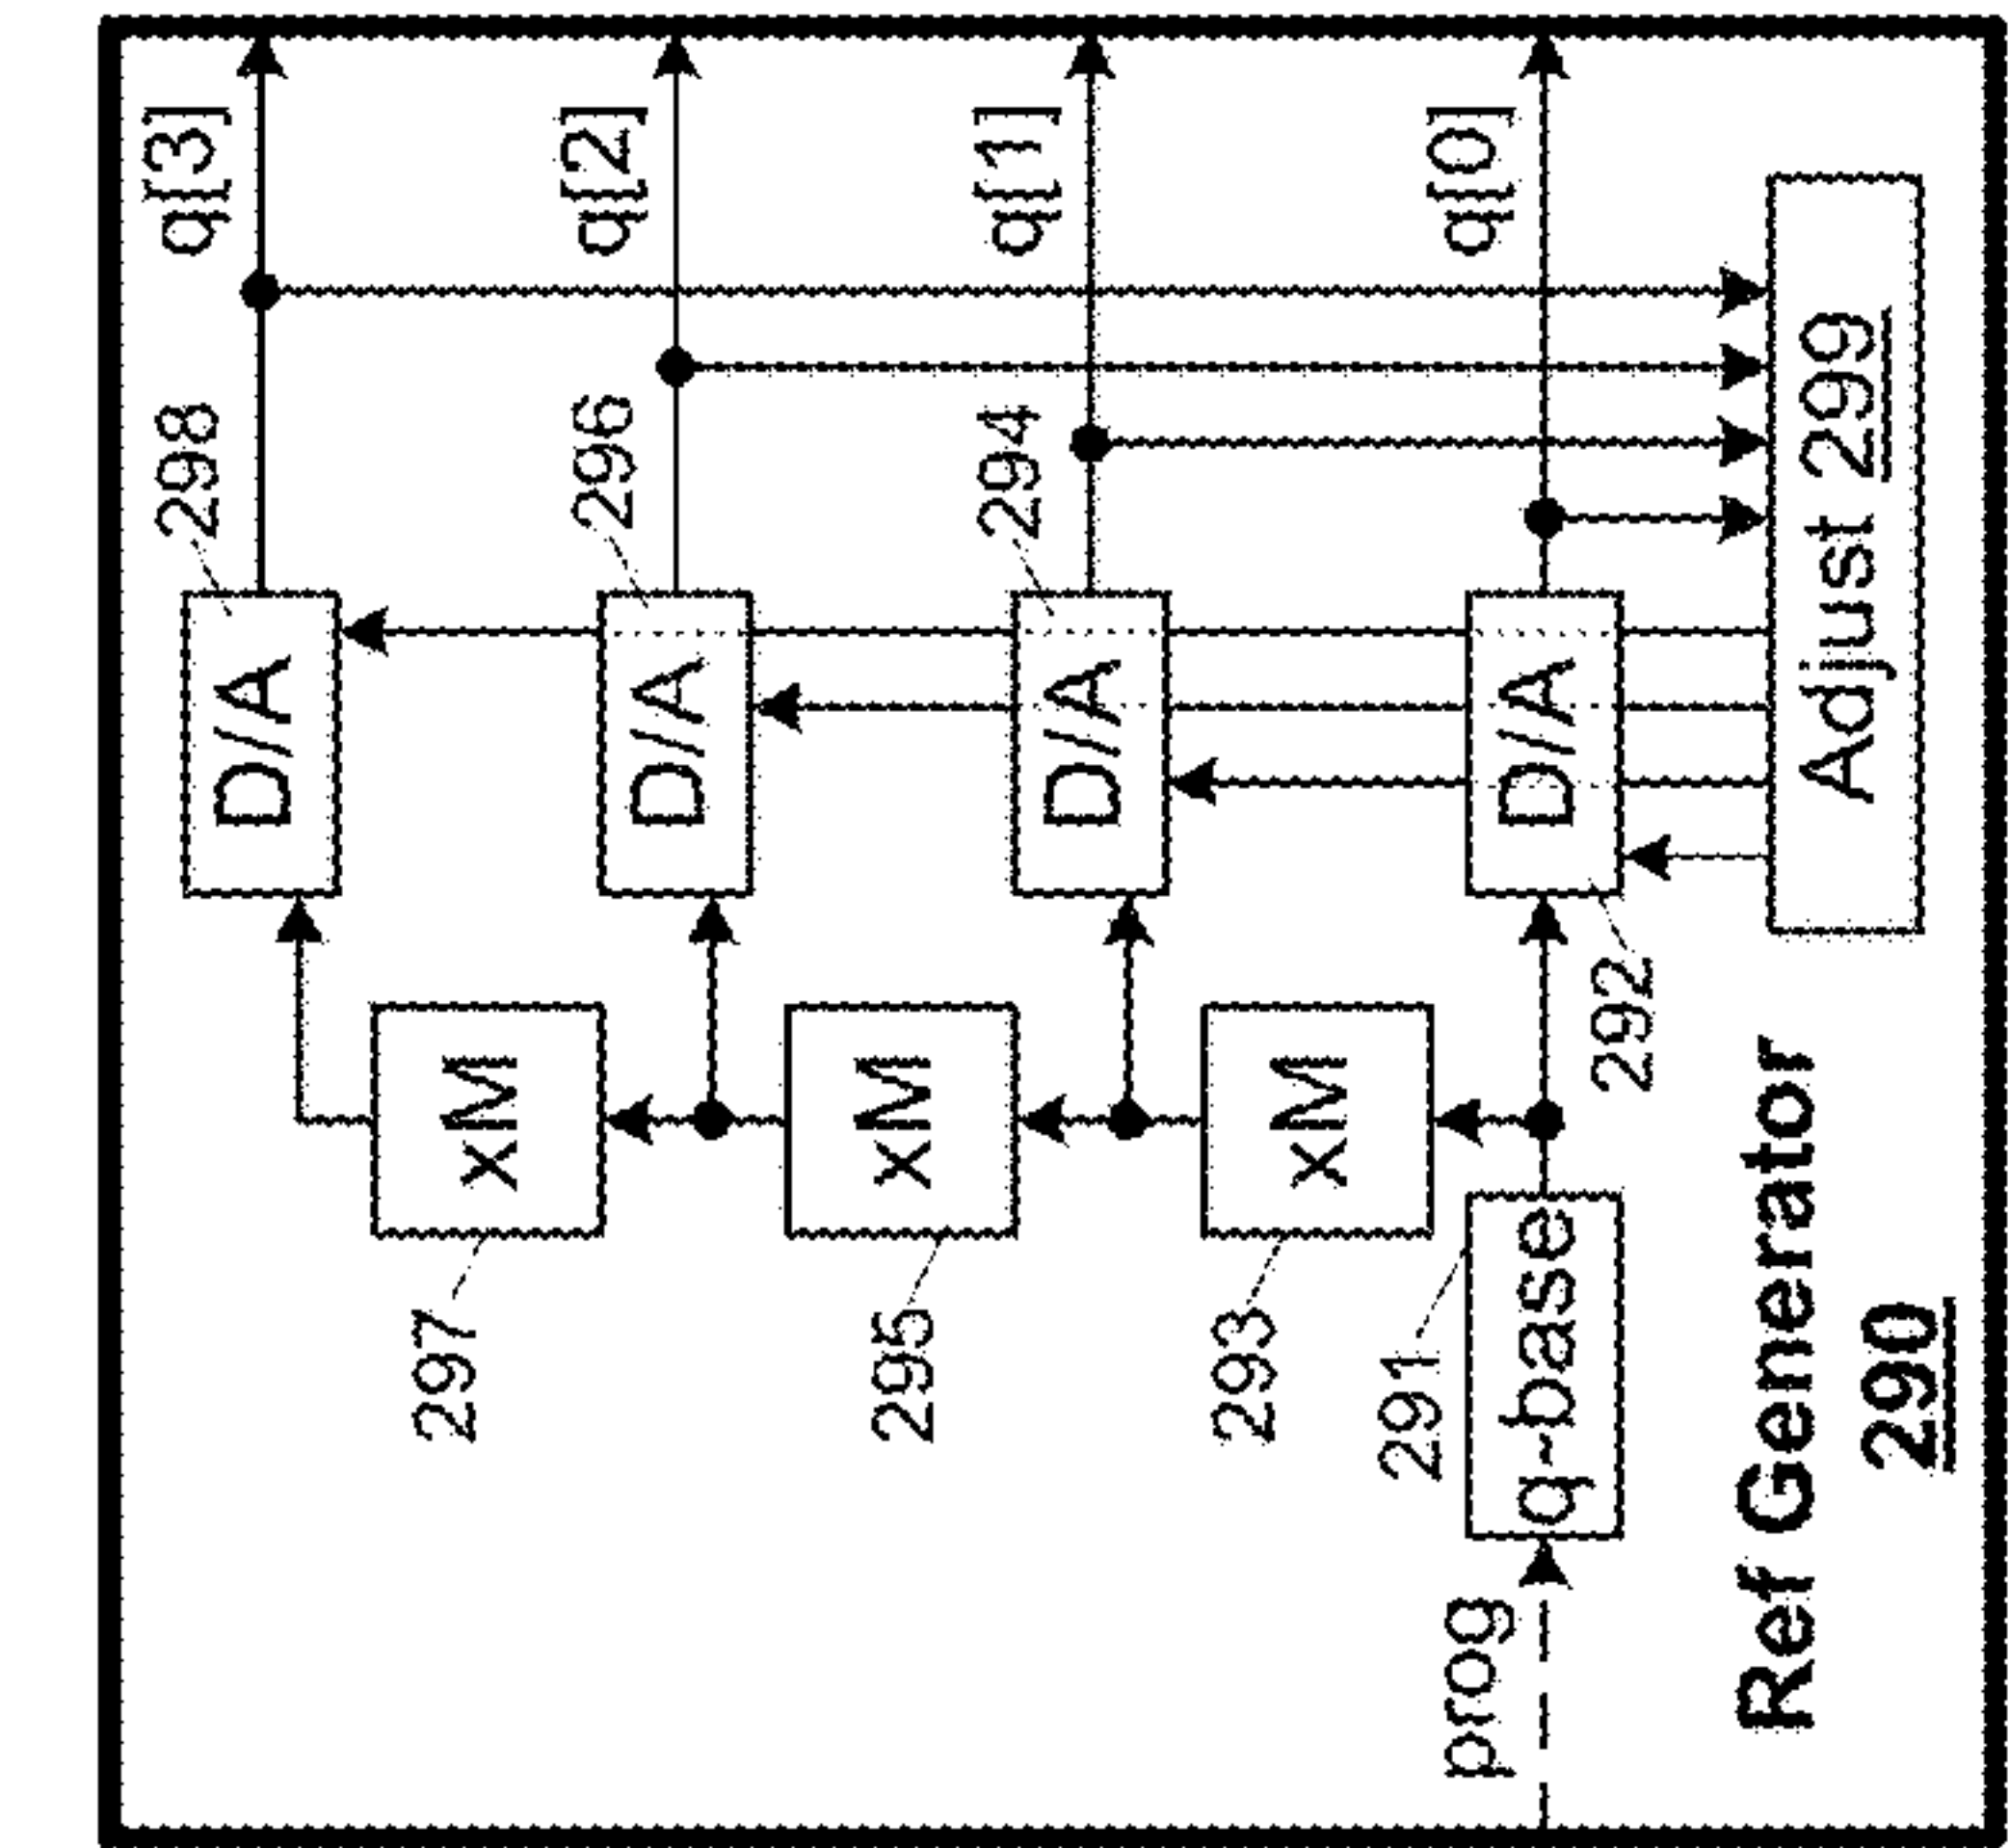 298
q[3]
D/A
297
xM
296
q[2]
D/A
295
xM
294
q[1]
D/A
293
xM
291
q[0]
prog
q-base
D/A
292
Ref Generator
290
Adjust 299